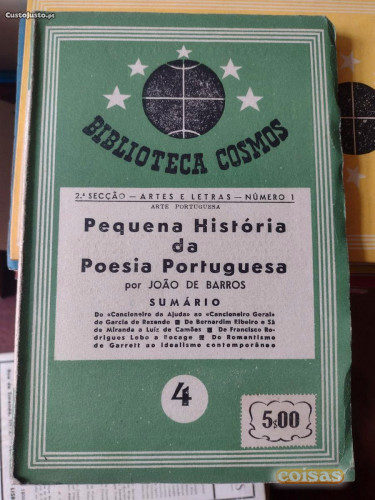 CustoJusto.pt
BIBLIOTECA COSMOS
2.ª SECÇÃO — ARTES E LETRAS — NÚMERO 1
ARTE PORTUGUESA
Pequena História
da
Poesia Portuguesa
por JOÃO DE BARROS
SUMÁRIO
Do «Cancioneiro da Ajuda» ao «Cancioneiro Geral»
de Garcia de Rezende ■ De Bernardim Ribeiro e Sá
de Miranda a Luiz de Camões ■ De Francisco Ro-
drigues Lobo a Bocage ■ Do Romantismo
de Garrett ao Idealismo contemporâneo
4
5$00
coisas